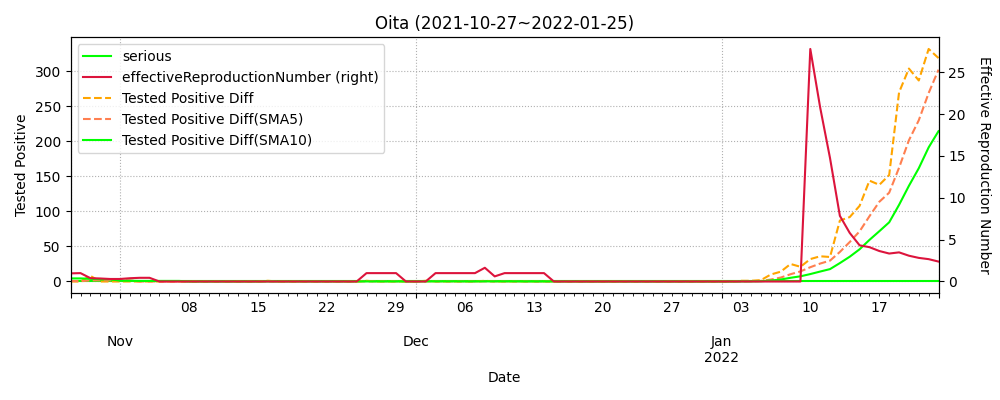 Oita (2021-10-27~2022-01-25)
serious
effectiveReproductionNumber (right)
Tested Positive Diff
Tested Positive Diff(SMA5)
Tested Positive Diff(SMA10)
Tested Positive
300
250
200
150
100
50
0
25
20
15
10
5
0
Effective Reproduction Number
08 15 22 29 06 13 20 27 03 10 17
Nov Dec Jan
2022
Date